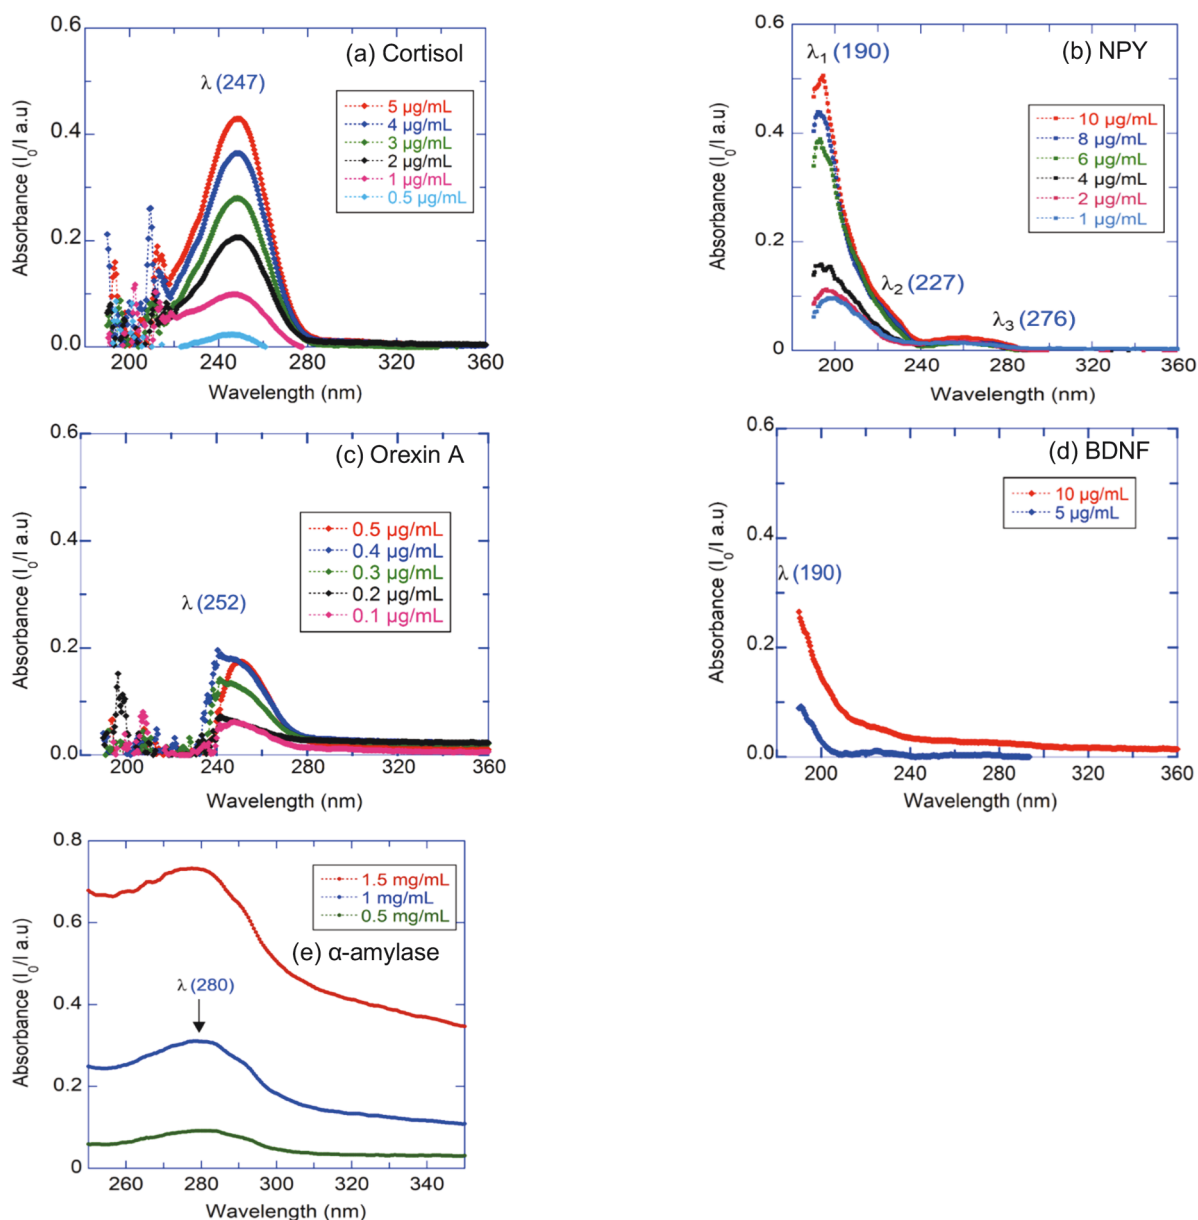 (a) Cortisol
λ (247)
5 µg/mL
4 µg/mL
3 µg/mL
2 µg/mL
1 µg/mL
0.5 µg/mL
Absorbance (I0/I a.u)
0.6
0.4
0.2
0.0
200 240 280 320 360
Wavelength (nm)
(b) NPY
λ1 (190)
λ2 (227)
λ3 (276)
10 µg/mL
8 µg/mL
6 µg/mL
4 µg/mL
2 µg/mL
1 µg/mL
Absorbance (I0/I a.u)
0.6
0.4
0.2
0
200 240 280 320 360
Wavelength (nm)
(c) Orexin A
λ (252)
0.5 µg/mL
0.4 µg/mL
0.3 µg/mL
0.2 µg/mL
0.1 µg/mL
Absorbance (I0/I a.u)
0.6
0.4
0.2
0.0
200 240 280 320 360
Wavelength (nm)
(d) BDNF
λ (190)
10 µg/mL
5 µg/mL
Absorbance (I0/I a.u)
0.6
0.4
0.2
0.0
200 240 280 320 360
Wavelength (nm)
(e) α-amylase
λ (280)
1.5 mg/mL
1 mg/mL
0.5 mg/mL
Absorbance (I0/I a.u)
0.8
0.6
0.4
0.2
0
260 280 300 320 340
Wavelength (nm)